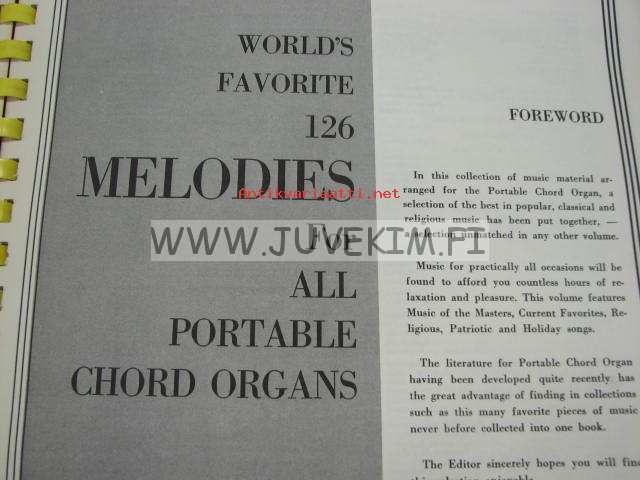 WORLD'S
FAVORITE
126
MELODIES
For
ALL
PORTABLE
CHORD ORGANS
FOREWORD
In this collection of music material ar-
ranged for the Portable Chord Organ, a
selection of the best in popular, classical and
religious music has been put together, —
a selection unmatched in any other volume.
Music for practically all occasions will be
found to afford you countless hours of re-
laxation and pleasure. This volume features
Music of the Masters, Current Favorites, Re-
ligious, Patriotic and Holiday songs.
The literature for Portable Chord Organ
having been developed quite recently has
the great advantage of finding in collections
such as this many favorite pieces of music
never before collected into one book.
The Editor sincerely hopes you will find
this selection enjoyable.
Antikvariaatti.net
WWW.JUVEKIM.FI